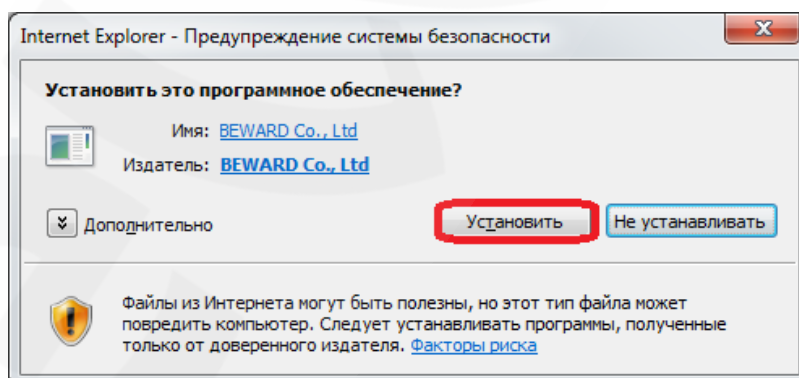 Internet Explorer - Предупреждение системы безопасности
Установить это программное обеспечение?
Имя: BEWARD Co., Ltd
Издатель: BEWARD Co., Ltd
Дополнительно Установить Не устанавливать
Файлы из Интернета могут быть полезны, но этот тип файла может
повредить компьютер. Следует устанавливать программы, полученные
только от доверенного издателя. Факторы риска